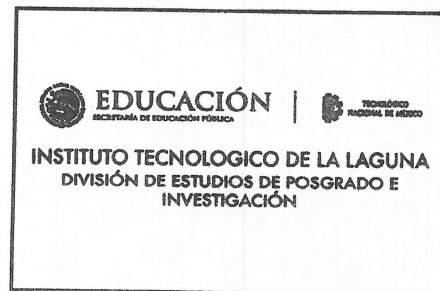 EDUCACIÓN
SECRETARÍA DE EDUCACIÓN PÚBLICA
TECNOLÓGICO
NACIONAL DE MÉXICO
INSTITUTO TECNOLOGICO DE LA LAGUNA
DIVISIÓN DE ESTUDIOS DE POSGRADO E
INVESTIGACIÓN